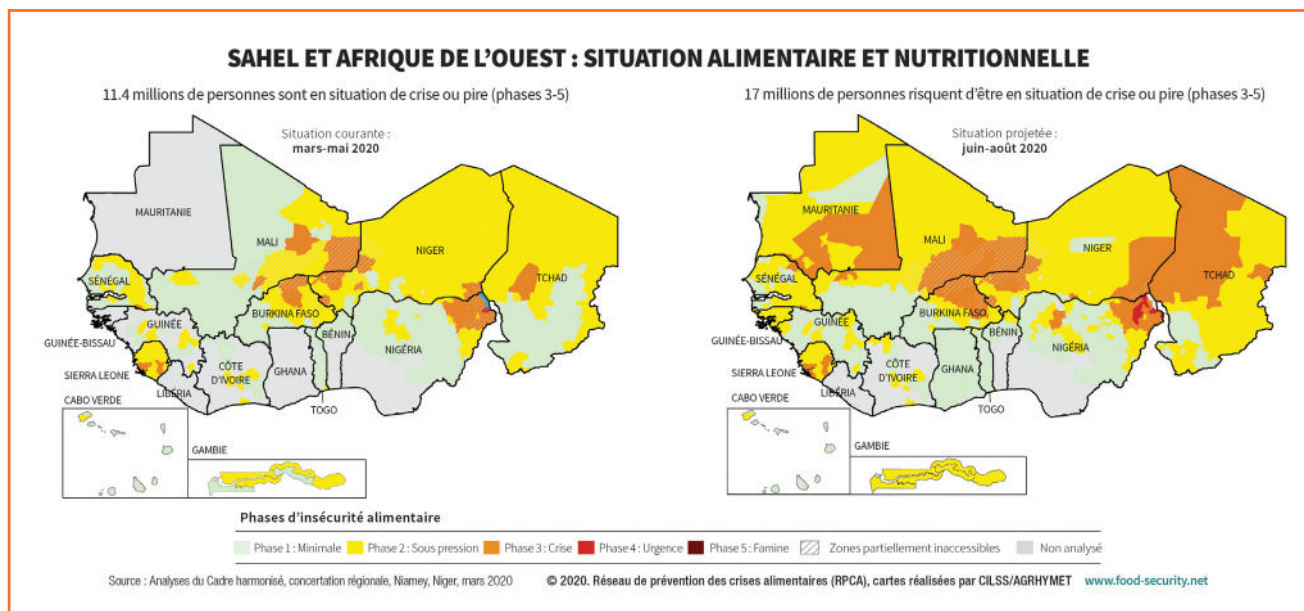 SAHEL ET AFRIQUE DE L'OUEST : SITUATION ALIMENTAIRE ET NUTRITIONNELLE
11.4 millions de personnes sont en situation de crise ou pire (phases 3-5)
Situation courante :
mars-mai 2020
MAURITANIE
MALI
NIGER
TCHAD
SÉNÉGAL
BURKINA FASO
GUINÉE
BÉNIN
NIGÉRIA
GUINÉE-BISSAU
CÔTE
D'IVOIRE
GHANA
SIERRA LEONE
LIBÉRIA
TOGO
CABO VERDE
GAMBIE
17 millions de personnes risquent d'être en situation de crise ou pire (phases 3-5)
Situation projetée :
juin-août 2020
MAURITANIE
MALI
NIGER
TCHAD
SÉNÉGAL
BURKINA FASO
GUINÉE
BÉNIN
NIGÉRIA
GUINÉE-BISSAU
CÔTE
D'IVOIRE
GHANA
SIERRA LEONE
LIBÉRIA
TOGO
CABO VERDE
GAMBIE
Phases d'insécurité alimentaire
Phase 1 : Minimale Phase 2 : Sous pression Phase 3 : Crise Phase 4 : Urgence Phase 5 : Famine Zones partiellement inaccessibles Non analysé
Source : Analyses du Cadre harmonisé, concertation régionale, Niamey, Niger, mars 2020 © 2020. Réseau de prévention des crises alimentaires (RPCA), cartes réalisées par CILSS/AGRHYMET www.food-security.net